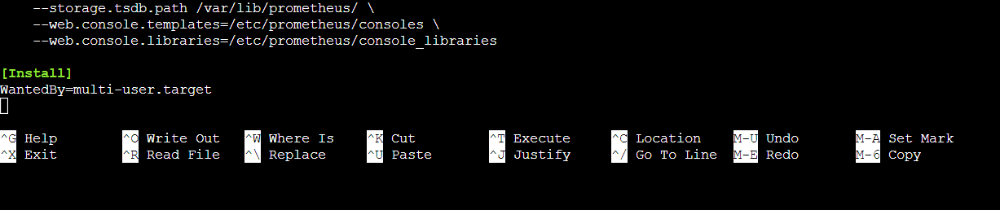 --storage.tsdb.path /var/lib/prometheus/ \
--web.console.templates=/etc/prometheus/consoles \
--web.console.libraries=/etc/prometheus/console_libraries
[Install]
WantedBy=multi-user.target
^G Help ^O Write Out ^W Where Is ^K Cut ^T Execute ^C Location M-U Undo M-A Set Mark
^X Exit ^R Read File ^\ Replace ^U Paste ^J Justify ^/ Go To Line M-E Redo M-6 Copy